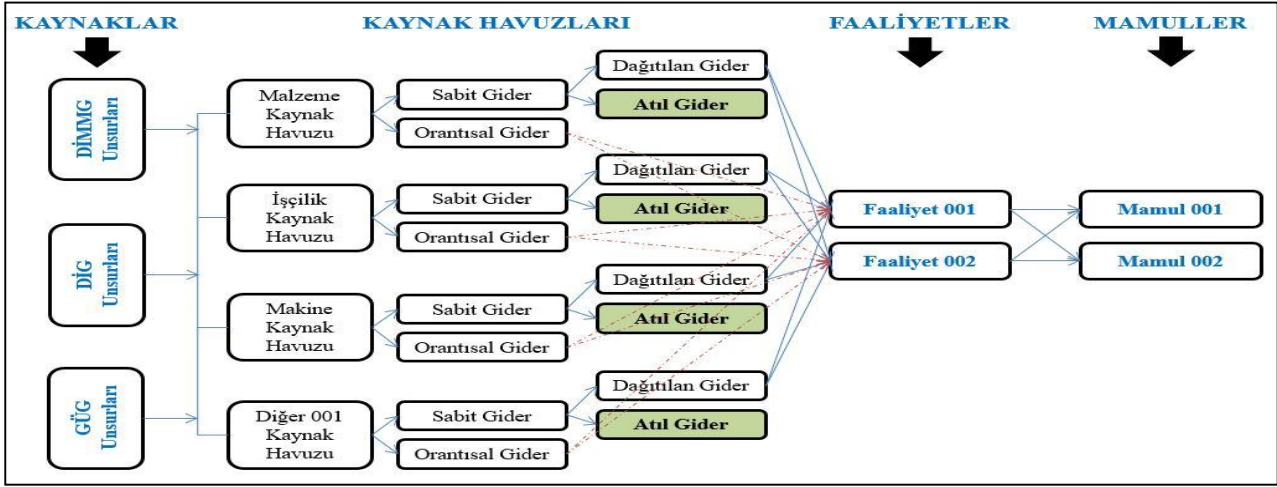 KAYNAKLAR
KAYNAK HAVUZLARI
FAALİYETLER
MAMULLER
DİMMG
Unsurları
DİG
Unsurları
GÜG
Unsurları
Malzeme
Kaynak
Havuzu
Sabit Gider
Orantısal Gider
Dağıtılan Gider
Atıl Gider
İşçilik
Kaynak
Havuzu
Sabit Gider
Orantısal Gider
Dağıtılan Gider
Atıl Gider
Makine
Kaynak
Havuzu
Sabit Gider
Orantısal Gider
Dağıtılan Gider
Atıl Gider
Diğer 001
Kaynak
Havuzu
Sabit Gider
Orantısal Gider
Dağıtılan Gider
Atıl Gider
Faaliyet 001
Faaliyet 002
Mamul 001
Mamul 002